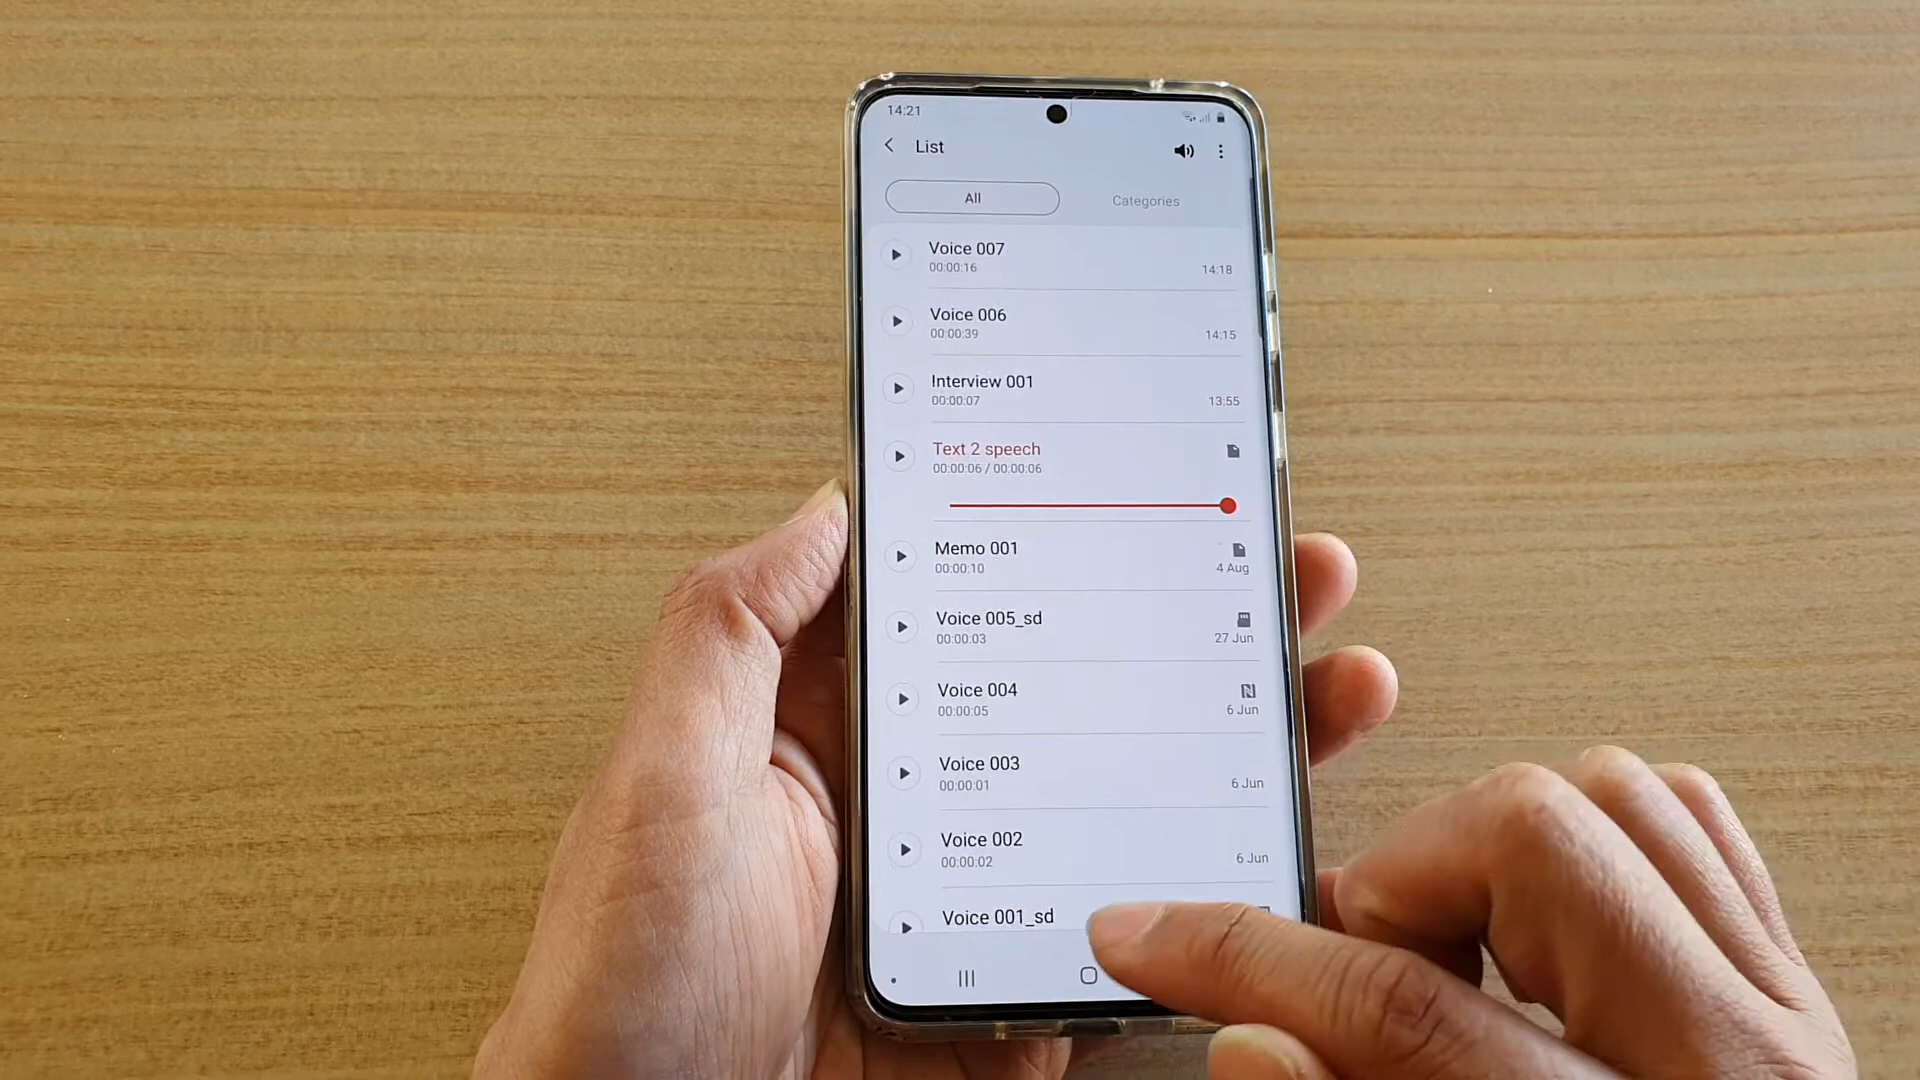 14:21
List
All
Categories
Voice 007
00:00:16
14:18
Voice 006
00:00:39
14:15
Interview 001
00:00:07
13:55
Text 2 speech
00:00:06 / 00:00:06
Memo 001
00:00:10
4 Aug
Voice 005_sd
00:00:03
27 Jun
Voice 004
00:00:05
6 Jun
Voice 003
00:00:01
6 Jun
Voice 002
00:00:02
6 Jun
Voice 001_sd